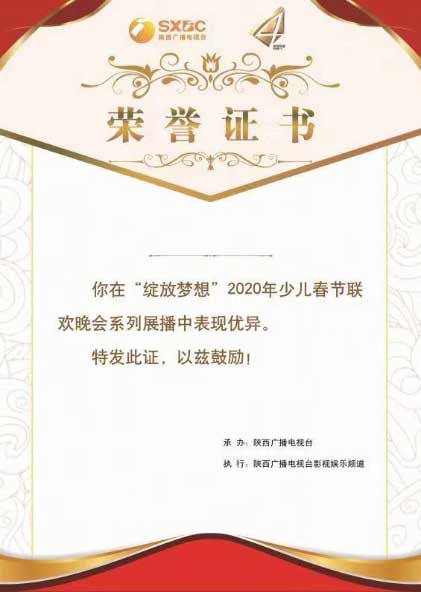 SXBC
陕西广播电视台
4
荣誉证书
你在“绽放梦想”2020年少儿春节联
欢晚会系列展播中表现优异。
特发此证，以兹鼓励！
承 办：陕西广播电视台
执 行：陕西广播电视台影视娱乐频道